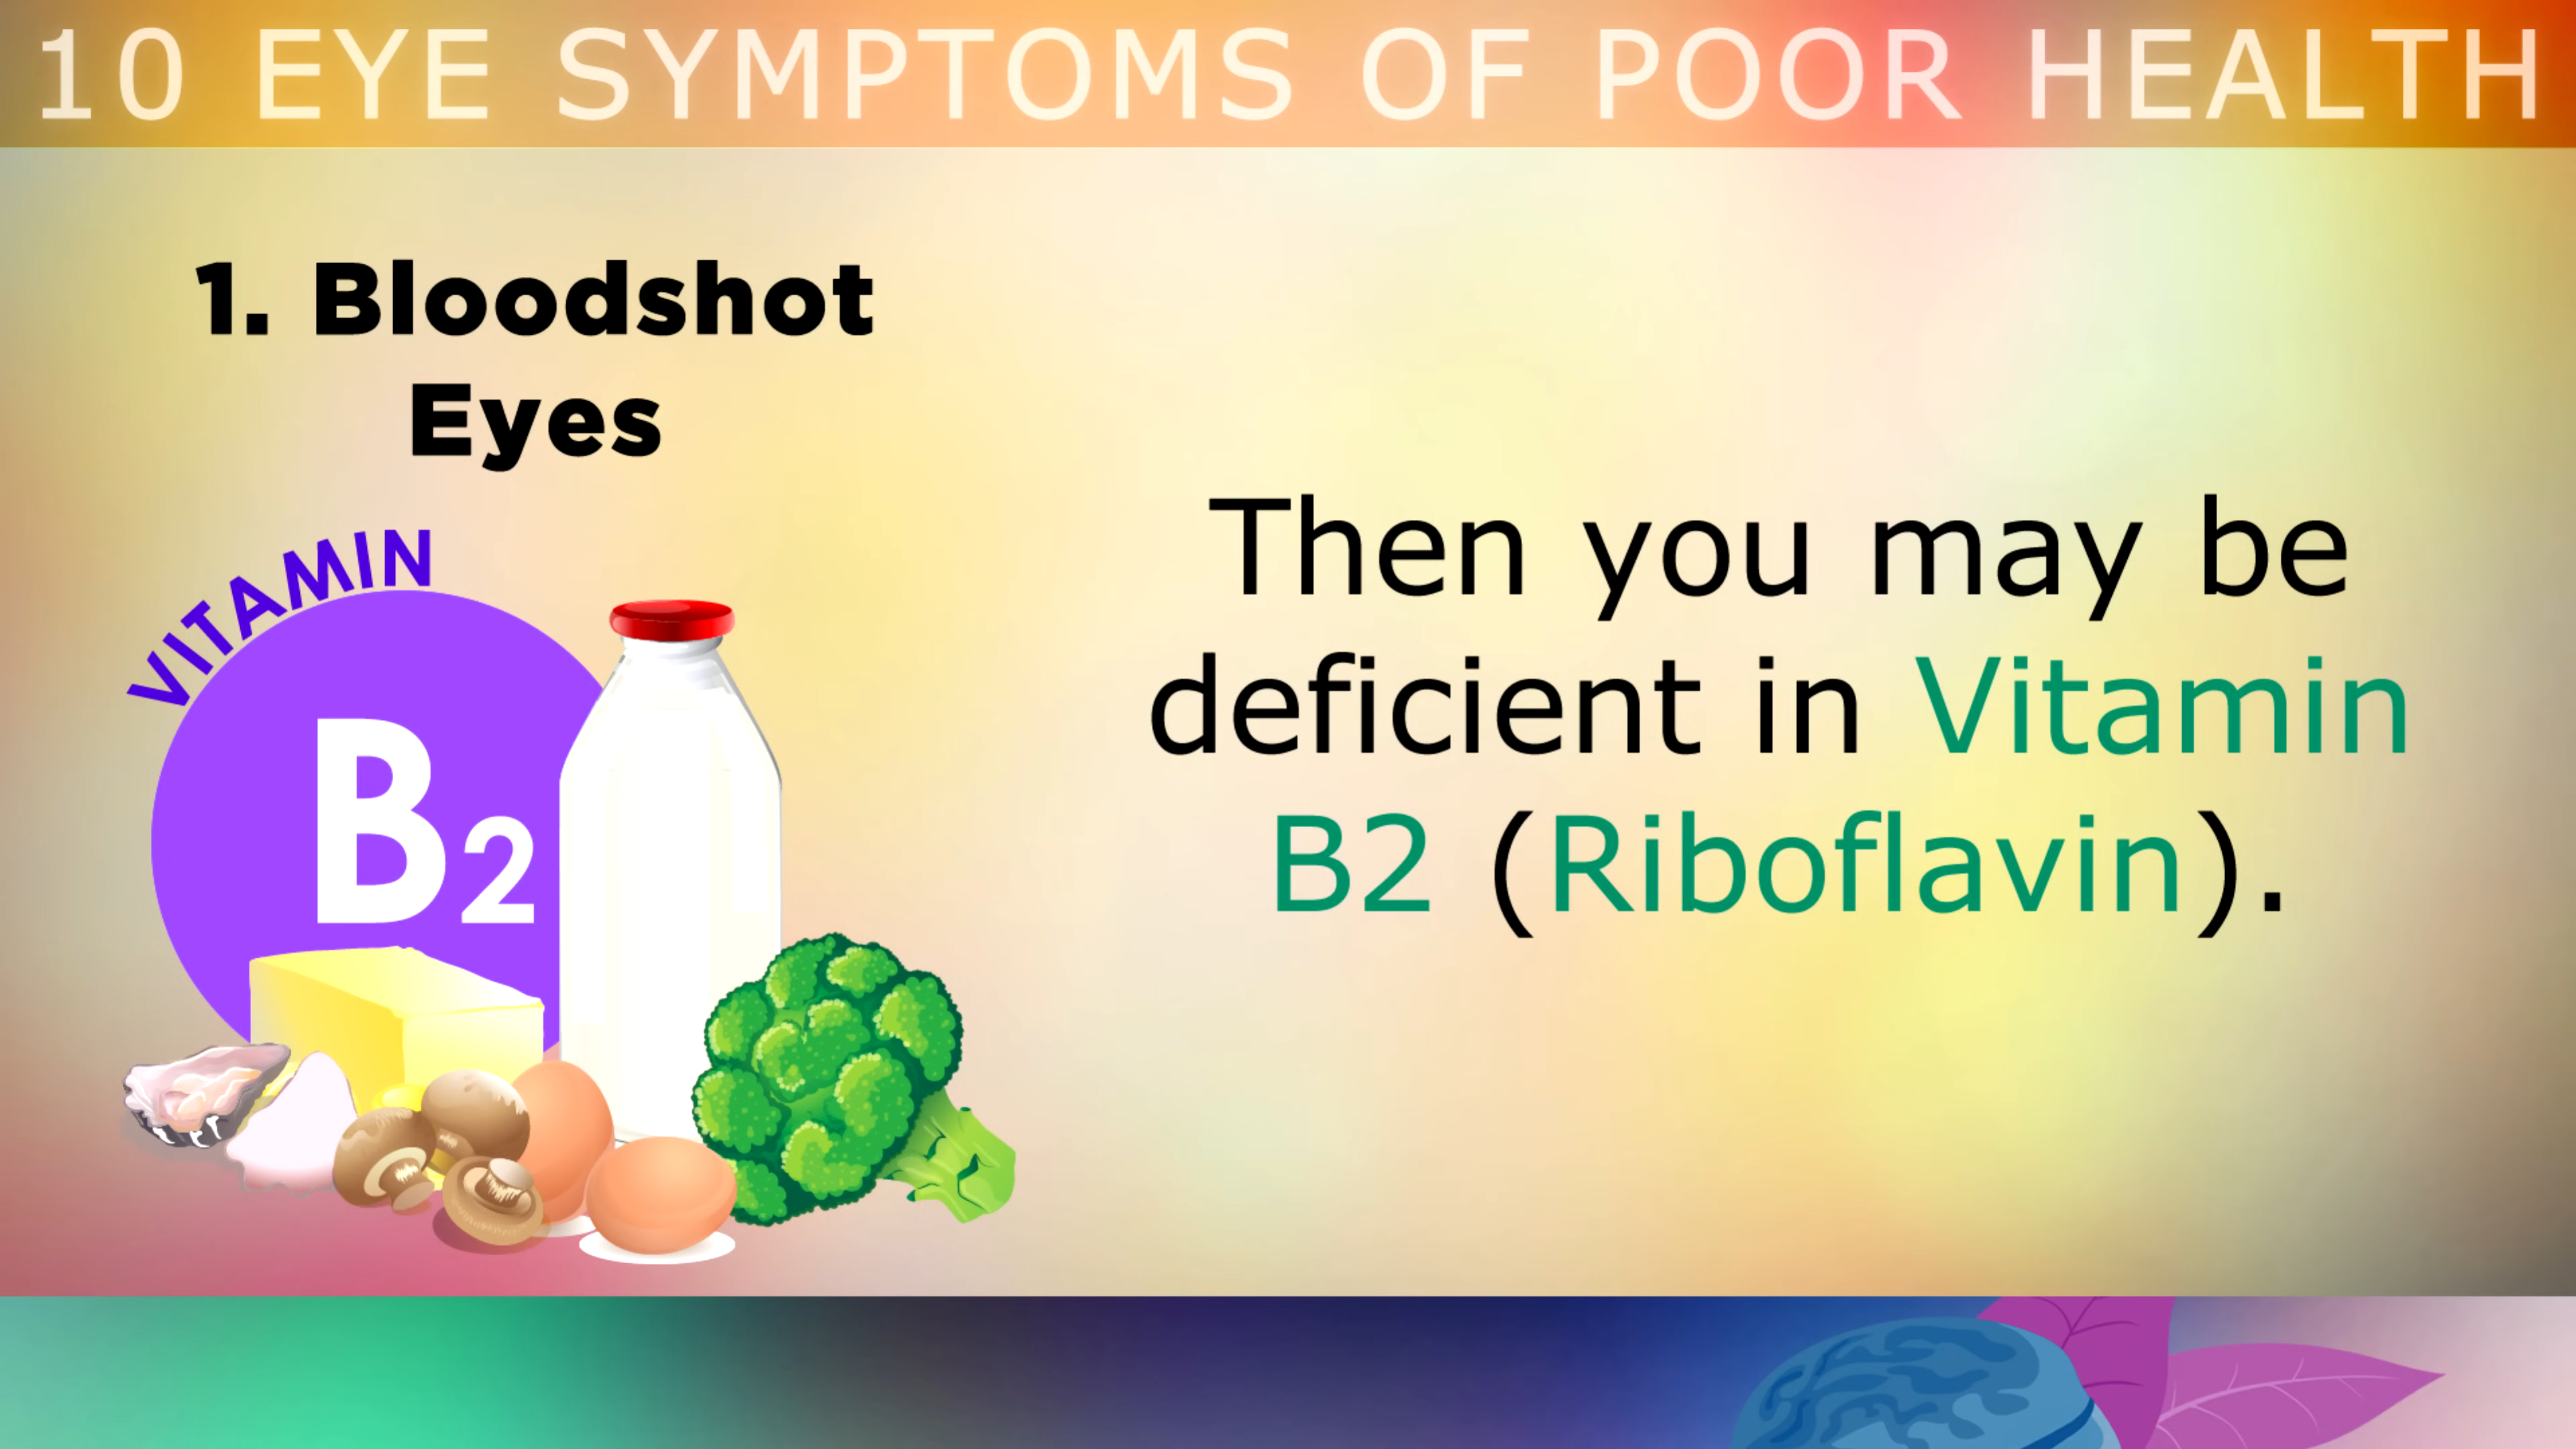 10 EYE SYMPTOMS OF POOR HEALTH
1. Bloodshot
Eyes
VITAMIN
B2
Then you may be
deficient in Vitamin
B2 (Riboflavin).